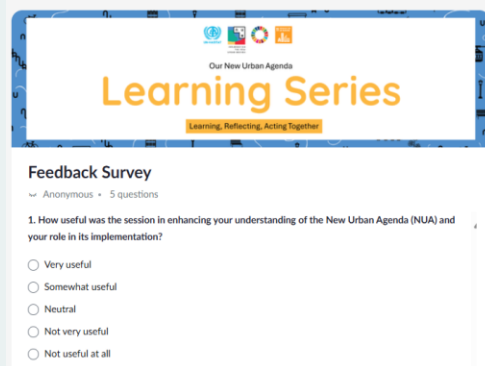 Our New Urban Agenda
Learning Series
Learning, Reflecting, Acting Together
Feedback Survey
Anonymous • 5 questions
1. How useful was the session in enhancing your understanding of the New Urban Agenda (NUA) and
your role in its implementation?
Very useful
Somewhat useful
Neutral
Not very useful
Not useful at all